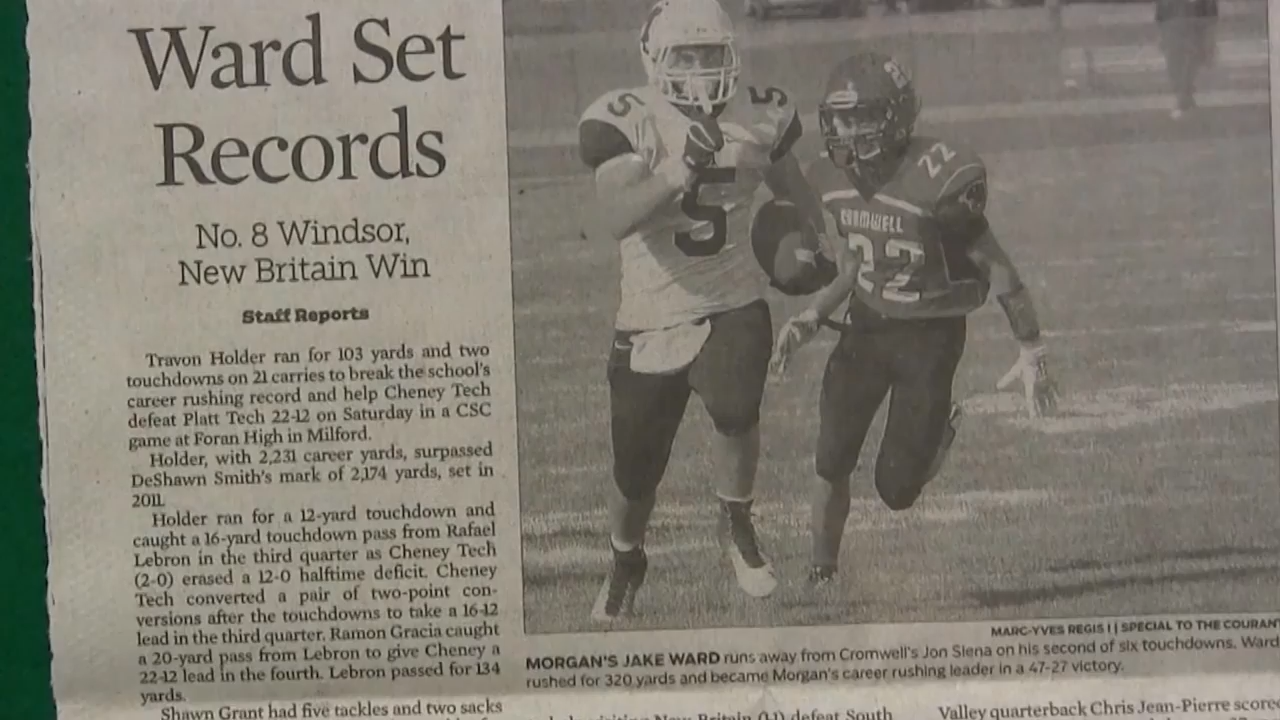 Ward Set
Records
No. 8 Windsor,
New Britain Win
Staff Reports
Travon Holder ran for 103 yards and two
touchdowns on 21 carries to break the school's
career rushing record and help Cheney Tech
defeat Platt Tech 22-12 on Saturday in a CSC
game at Foran High in Milford.
Holder, with 2,231 career yards, surpassed
DeShawn Smith's mark of 2,174 yards, set in
2011.
Holder ran for a 12-yard touchdown and
caught a 16-yard touchdown pass from Rafael
Lebron in the third quarter as Cheney Tech
(2-0) erased a 12-0 halftime deficit. Cheney
Tech converted a pair of two-point con-
versions after the touchdowns to take a 16-12
lead in the third quarter. Ramon Gracia caught
a 20-yard pass from Lebron to give Cheney a
22-12 lead in the fourth. Lebron passed for 134
yards.
Shawn Grant had five tackles and two sacks
5
5
5
22
CROMWELL
22
MARC-YVES REGIS I | SPECIAL TO THE COURANT
MORGAN'S JAKE WARD runs away from Cromwell's Jon Siena on his second of six touchdowns. Ward
rushed for 320 yards and became Morgan's career rushing leader in a 47-27 victory.
New Britain (1-1) defeat South
Valley quarterback Chris Jean-Pierre scored